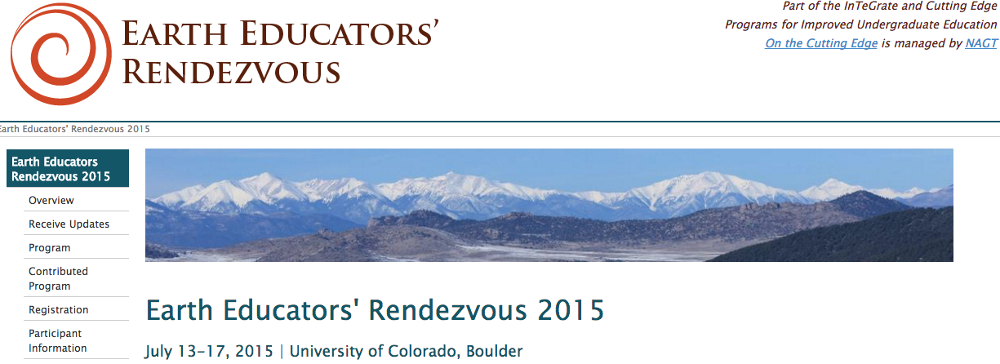 EARTH EDUCATORS'
RENDEZVOUS
Part of the InTeGrate and Cutting Edge
Programs for Improved Undergraduate Education
On the Cutting Edge is managed by NAGT
Earth Educators' Rendezvous 2015
Earth Educators
Rendezvous 2015
Overview
Receive Updates
Program
Contributed
Program
Registration
Participant
Information
Earth Educators' Rendezvous 2015
July 13-17, 2015 | University of Colorado, Boulder